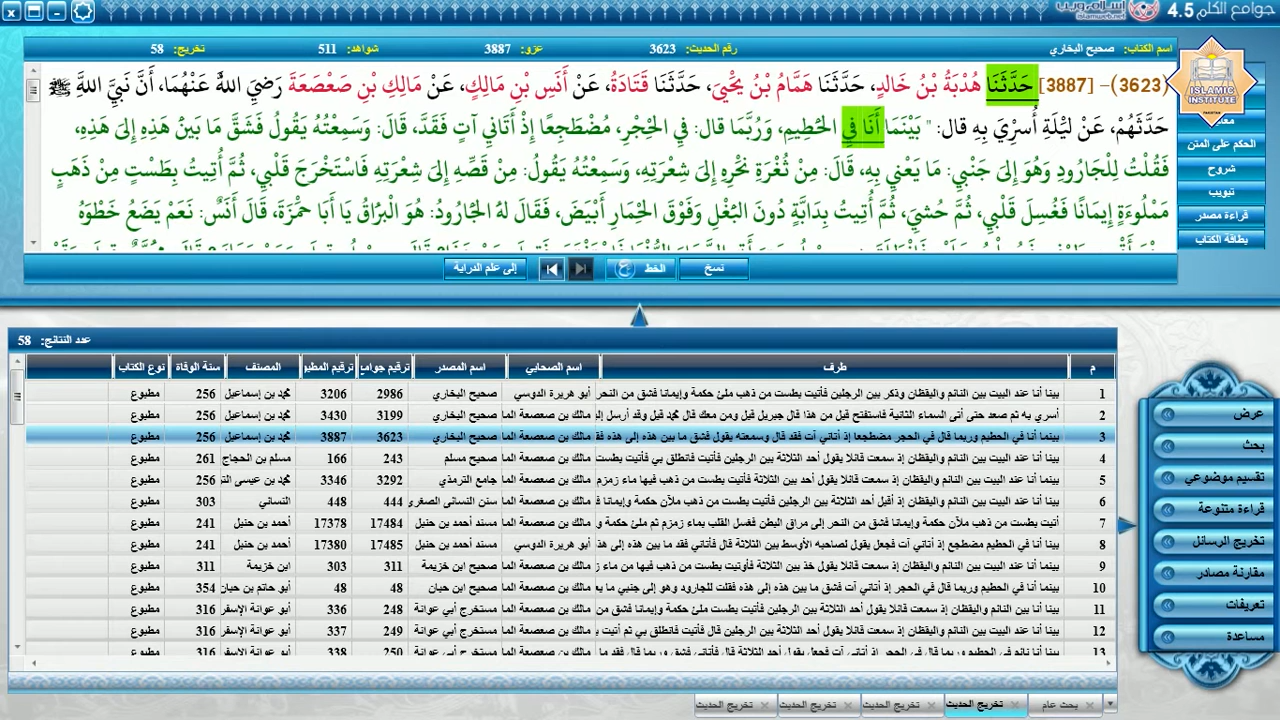 جوامع الكلم 4.5
islamweb.net
اسم الكتاب: صحيح البخاري رقم الحديث: 3623 عزو: 3887 شواهد: 511 تخريج: 58
ISLAMIC INSTITUTE
(3623)- [3887] حَدَّثَنَا هُدْبَةُ بْنُ خَالِدٍ، حَدَّثَنَا هَمَّامُ بْنُ يَحْيَى، حَدَّثَنَا قَتَادَةُ، عَنْ أَنَسِ بْنِ مَالِكٍ، عَنْ مَالِكِ بْنِ صَعْصَعَةَ رَضِيَ اللَّهُ عَنْهُمَا، أَنَّ نَبِيَّ اللَّهِ ﷺ
حَدَّثَهُمْ، عَنْ لَيْلَةِ أُسْرِيَ بِهِ قال: " بَيْنَمَا أَنَا فِي الْحَطِيمِ، وَرُبَّمَا قال: فِي الْحِجْرِ، مُضْطَجِعًا إِذْ أَتَانِي آتٍ فَقَدَّ، قَالَ: وَسَمِعْتُهُ يَقُولُ فَشَقَّ مَا بَيْنَ هَذِهِ إِلَى هَذِهِ،
فَقُلْتُ لِلْجَارُودِ وَهُوَ إِلَى جَنْبِي: مَا يَعْنِي بِهِ، قَالَ: مِنْ ثُغْرَةِ نَحْرِهِ إِلَى شِعْرَتِهِ، وَسَمِعْتُهُ يَقُولُ: مِنْ قَصِّهِ إِلَى شِعْرَتِهِ فَاسْتَخْرَجَ قَلْبِي، ثُمَّ أُتِيتُ بِطَسْتٍ مِنْ ذَهَبٍ
مَمْلُوءَةٍ إِيمَانًا فَغُسِلَ قَلْبِي، ثُمَّ حُشِيَ، ثُمَّ أُتِيتُ بِدَابَّةٍ دُونَ الْبَغْلِ وَفَوْقَ الْحِمَارِ أَبْيَضَ، فَقَالَ لَهُ الْجَارُودُ: هُوَ الْبُرَاقُ يَا أَبَا حَمْزَةَ، قَالَ أَنَسٌ: نَعَمْ يَضَعُ خَطْوَهُ
الحكم على المتن
شروح
تبويب
قراءة مصدر
بطاقة الكتاب
نسخ الخط إلى علم الدراية
عدد النتائج: 58
م طرف اسم الصحابي اسم المصدر ترقيم جوامع ترقيم المطبو المصنف سنة الوفاة نوع الكتاب
1 بينا أنا عند البيت بين النائم واليقظان وذكر بين الرجلين فأتيت بطست من ذهب ملئ حكمة وإيمانا فشق من النحر أبو هريرة الدوسي صحيح البخاري 2986 3206 محمد بن إسماعيل 256 مطبوع
2 أسري به ثم صعد حتى أتى السماء الثانية فاستفتح قيل من هذا قال جبريل قيل ومن معك قال محمد قيل وقد أرسل إل مالك بن صعصعة الما صحيح البخاري 3199 3430 محمد بن إسماعيل 256 مطبوع
3 بينما أنا في الحطيم وربما قال في الحجر مضطجعا إذ أتاني آت فقد قال وسمعته يقول فشق ما بين هذه إلى هذه فق مالك بن صعصعة الما صحيح البخاري 3623 3887 محمد بن إسماعيل 256 مطبوع
4 بينا أنا عند البيت بين النائم واليقظان إذ سمعت قائلا يقول أحد الثلاثة بين الرجلين فأتيت فانطلق بي فأتيت بطست مالك بن صعصعة الما صحيح مسلم 243 166 مسلم بن الحجاج 261 مطبوع
5 بينما أنا عند البيت بين النائم واليقظان إذ سمعت قائلا يقول أحد بين الثلاثة فأتيت بطست من ذهب فيها ماء زمزم مالك بن صعصعة الما جامع الترمذي 3292 3346 محمد بن عيسى الت 256 مطبوع
6 بينا أنا عند البيت بين النائم واليقظان إذ أقبل أحد الثلاثة بين الرجلين فأتيت بطست من ذهب ملآن حكمة وإيمانا ف مالك بن صعصعة الما سنن النسائى الصغرى 444 448 النسائي 303 مطبوع
7 أتيت بطست من ذهب ملآن حكمة وإيمانا فشق من النحر إلى مراق البطن فغسل القلب بماء زمزم ثم ملئ حكمة و مالك بن صعصعة الما مسند أحمد بن حنبل 17484 17378 أحمد بن حنبل 241 مطبوع
8 بينما أنا في الحطيم مضطجع إذ أتاني آت فجعل يقول لصاحبه الأوسط بين الثلاثة قال فأتاني فقد ما بين هذه إلى هذ أبو هريرة الدوسي مسند أحمد بن حنبل 17485 17380 أحمد بن حنبل 241 مطبوع
9 بينا أنا عند البيت بين النائم واليقظان إذ سمعت قائلا يقول خذ بين الثلاثة فأوتيت بطست من ذهب فيها من ماء ز مالك بن صعصعة الما صحيح ابن خزيمة 311 303 ابن خزيمة 311 مطبوع
10 بينما أنا في الحطيم وربما قال في الحجر مضطجع إذ أتاني آت فشق ما بين هذه إلى هذه فقلت للجارود وهو إلى جنبي ما يع مالك بن صعصعة الما صحيح ابن حبان 48 48 أبو حاتم بن حبان 354 مطبوع
11 بينا أنا بين النائم واليقظان إذ سمعت قائلا يقول أحد الثلاثة بين الرجلين فأتيت بطست ملئ حكمة وإيمانا فشق من مالك بن صعصعة الما مستخرج أبي عوانة 248 336 أبو عوانة الإسفر 316 مطبوع
12 بينا أنا عند البيت بين النائم واليقظان إذ سمعت قائلا يقول أحد الثلاثة بين الرجلين قال فأتيت فانطلق بي ثم أتيت ب مالك بن صعصعة الما مستخرج أبي عوانة 249 337 أبو عوانة الإسفر 316 مطبوع
13 مستخرج أبي عوانة 250 338 أبو عوانة الإسفر 316 مطبوع
عرض
بحث
تقسيم موضوعي
قراءة متنوعة
تخريج الرسائل
مقارنة مصادر
تعريفات
مساعدة
بحث عام تخريج الحديث تخريج الحديث تخريج الحديث تخريج الحديث